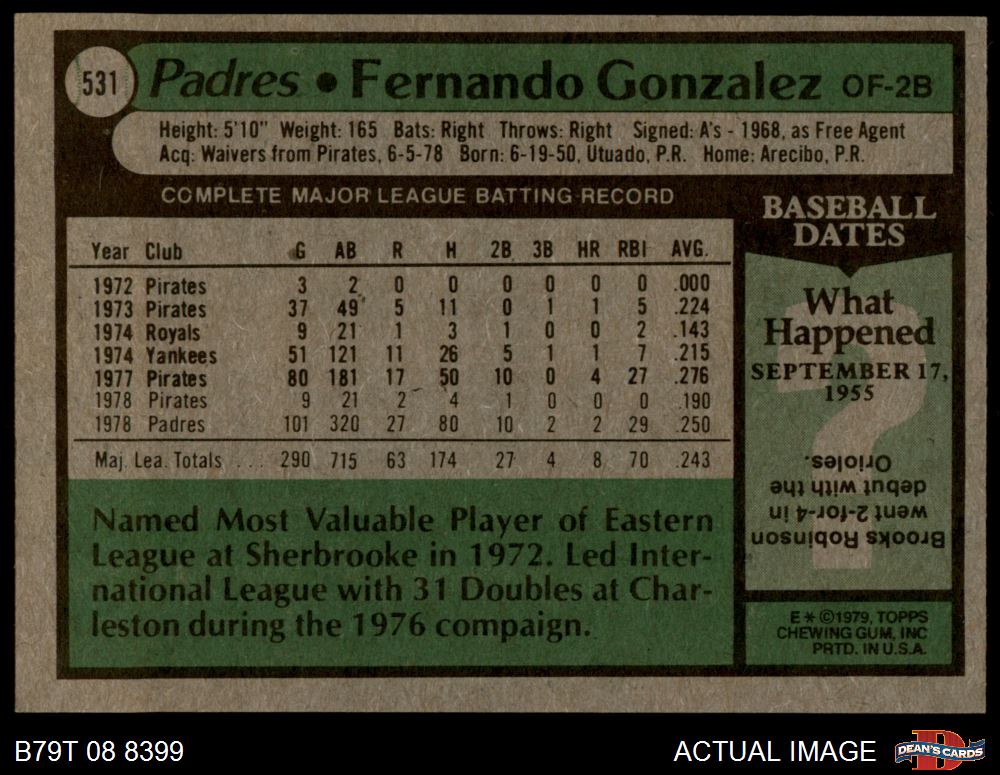 531 Padres • Fernando Gonzalez OF-2B
Height: 5'10" Weight: 165 Bats: Right Throws: Right Signed: A's - 1968, as Free Agent
Acq: Waivers from Pirates, 6-5-78 Born: 6-19-50, Utuado, P.R. Home: Arecibo, P.R.
COMPLETE MAJOR LEAGUE BATTING RECORD
Year Club G AB R H 2B 3B HR RBI AVG.
1972 Pirates 3 2 0 0 0 0 0 0 .000
1973 Pirates 37 49 5 11 0 1 1 5 .224
1974 Royals 9 21 1 3 1 0 0 2 .143
1974 Yankees 51 121 11 26 5 1 1 7 .215
1977 Pirates 80 181 17 50 10 0 4 27 .276
1978 Pirates 9 21 2 4 1 0 0 0 .190
1978 Padres 101 320 27 80 10 2 2 29 .250
Maj. Lea. Totals ... 290 715 63 174 27 4 8 70 .243
Named Most Valuable Player of Eastern
League at Sherbrooke in 1972. Led Inter-
national League with 31 Doubles at Char-
leston during the 1976 compaign.
BASEBALL
DATES
What
Happened
SEPTEMBER 17,
1955
Brooks Robinson
went 2-for-4 in
debut with the
Orioles.
E * ©1979, TOPPS
CHEWING GUM, INC
PRTD. IN U.S.A.
B79T 08 8399
ACTUAL IMAGE
D
DEAN'S CARDS